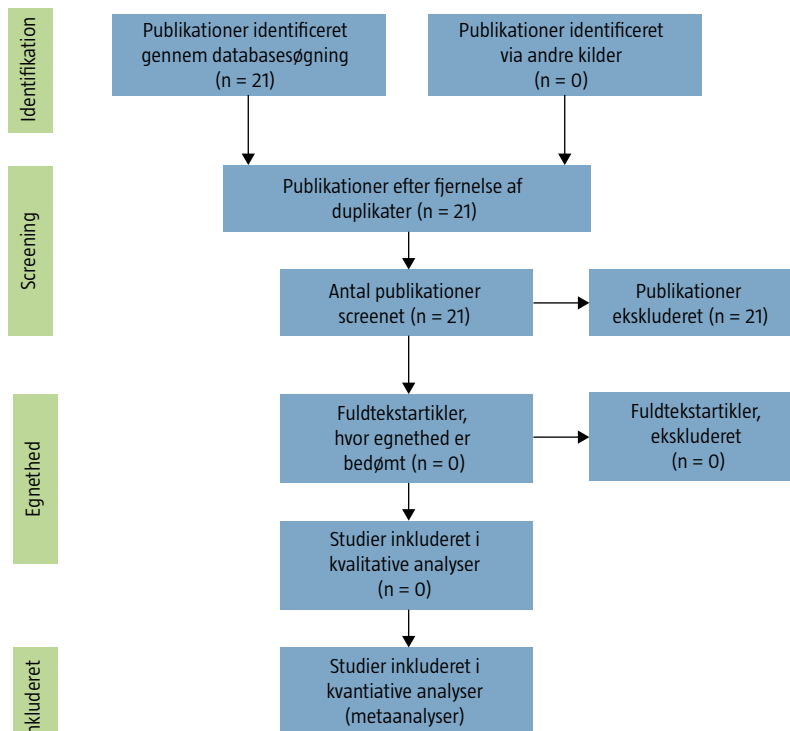 Identifikation
Publikationer identificeret
gennem databasesøgning
(n = 21)
Publikationer identificeret
via andre kilder
(n = 0)
Screening
Publikationer efter fjernelse af
duplikater (n = 21)
Antal publikationer
screenet (n = 21)
Publikationer
ekskluderet (n = 21)
Egnethed
Fuldtekstartikler,
hvor egnethed er
bedømt (n = 0)
Fuldtekstartikler,
ekskluderet
(n = 0)
Studier inkluderet i
kvalitative analyser
(n = 0)
nkluderet
Studier inkluderet i
kvantiative analyser
(metaanalyser)